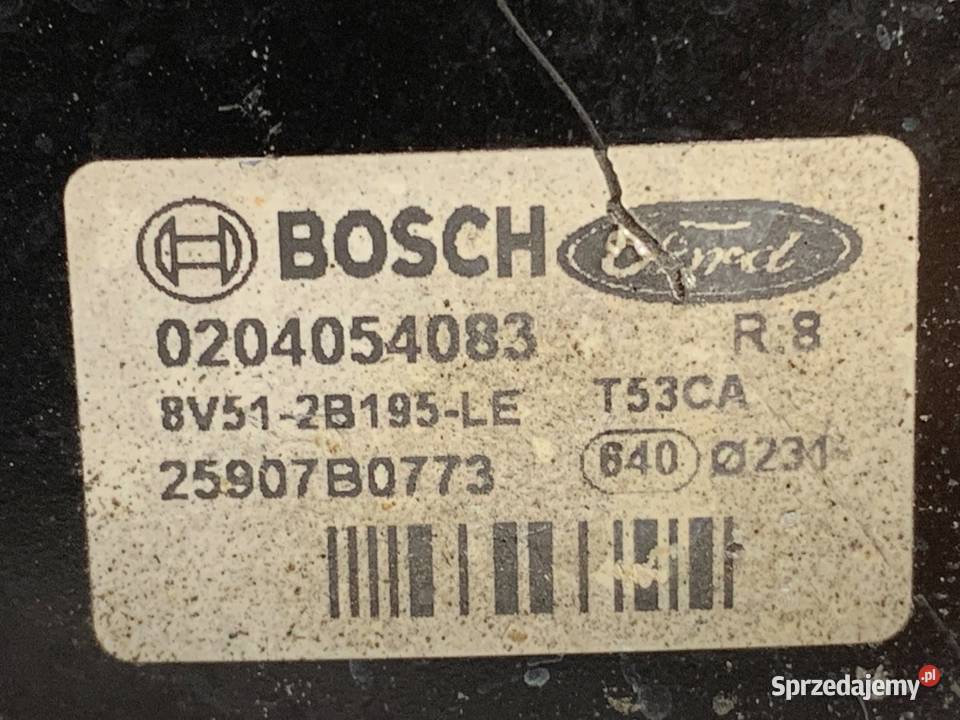 BOSCH Ford
0204054083 R.8
8V51-2B195-LE T53CA
25907B0773 640 Ø231
Sprzedajemy.pl